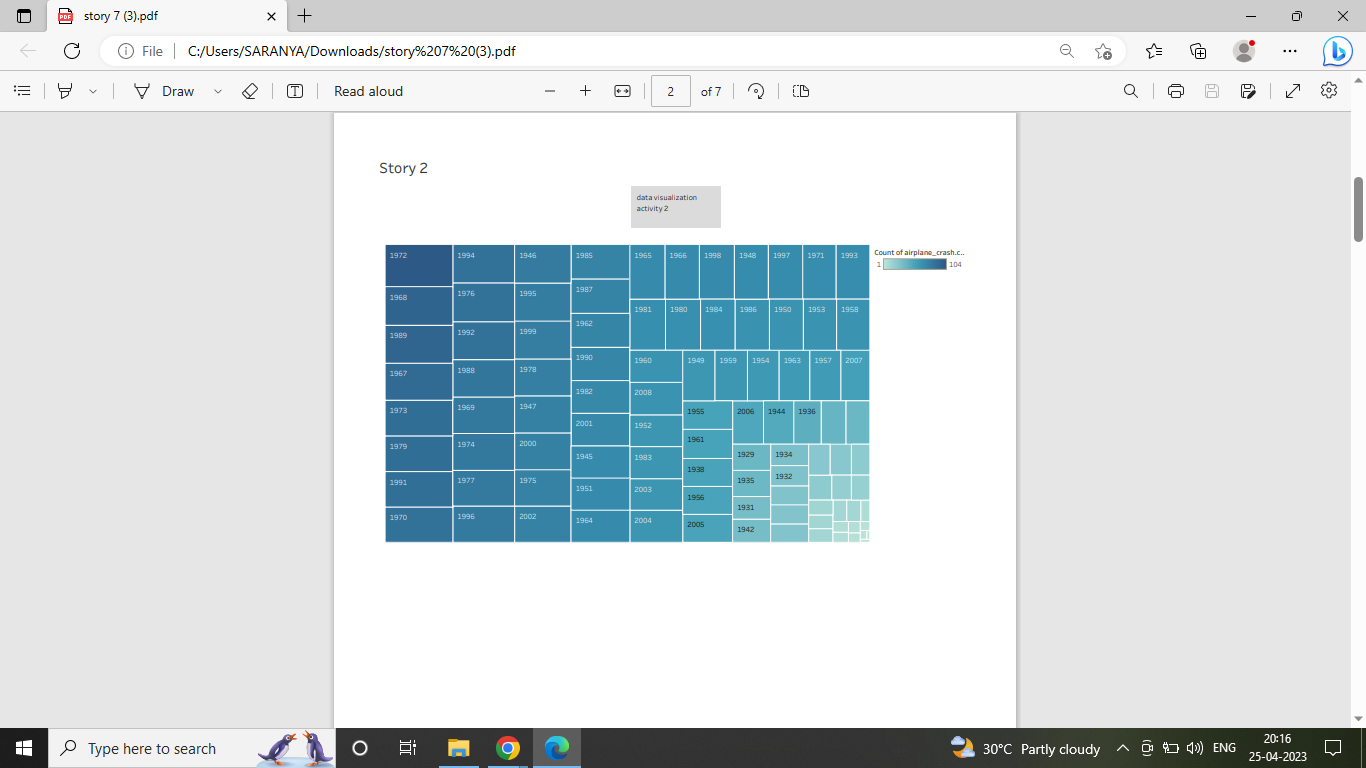 story 7 (3).pdf
File
C:/Users/SARANYA/Downloads/story%207%20(3).pdf
Draw
Read aloud
2 of 7
Story 2
data visualization
activity 2
Count of airplane_crash.c..
1 104
1972 1994 1946 1985 1965 1966 1998 1948 1997 1971 1993
1987
1968 1976 1995
1981 1980 1984 1986 1950 1953 1958
1962
1989 1992 1999
1990 1960 1949 1959 1954 1963 1957 2007
1967 1988 1978
1982 2008
1973 1969 1947 1955 2006 1944 1936
2001 1952
1979 1974 2000 1961
1945 1983 1929 1934
1938
1991 1977 1975 1935 1932
1951 2003 1956
1931
1970 1996 2002 1964 2004 2005
1942
Type here to search
30°C Partly cloudy
ENG
20:16
25-04-2023